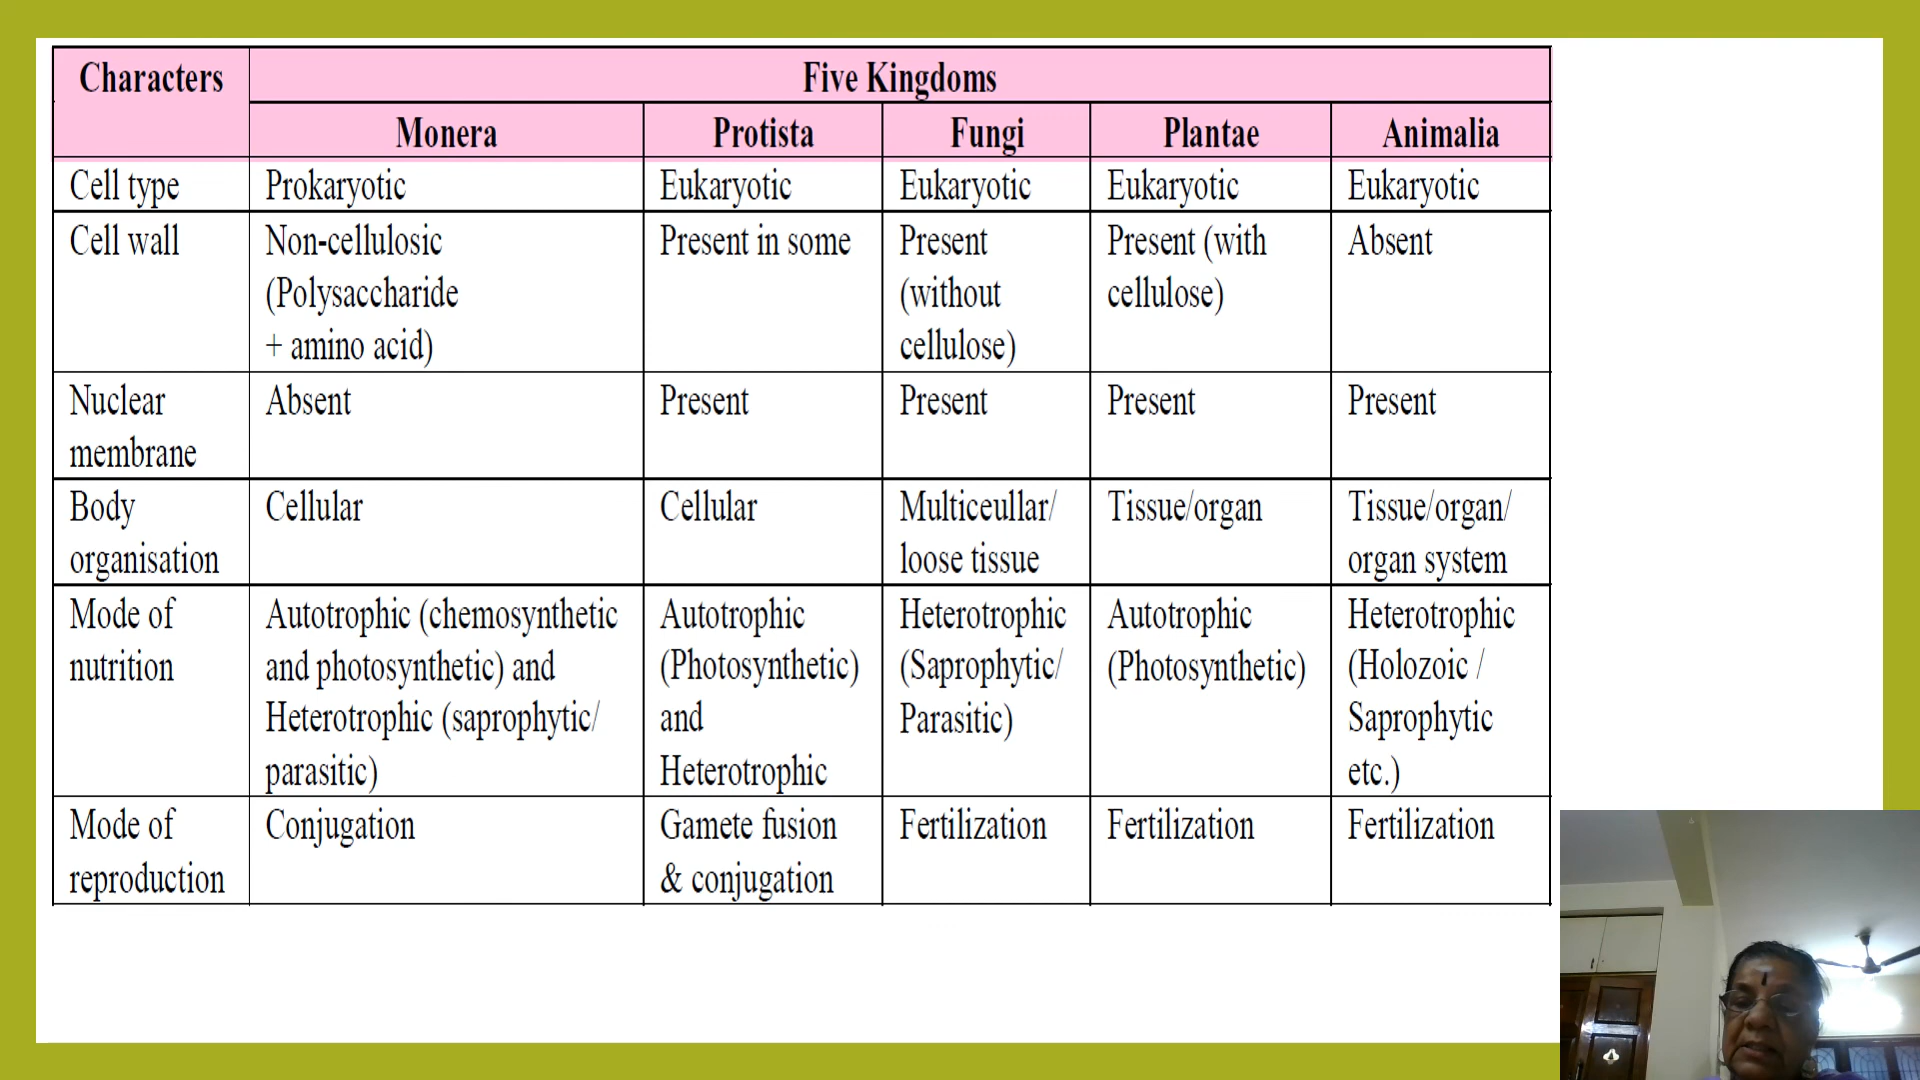 Characters
Five Kingdoms
Monera
Protista
Fungi
Plantae
Animalia
Cell type
Prokaryotic
Eukaryotic
Eukaryotic
Eukaryotic
Eukaryotic
Cell wall
Non-cellulosic
(Polysaccharide
+ amino acid)
Present in some
Present
(without
cellulose)
Present (with
cellulose)
Absent
Nuclear
membrane
Absent
Present
Present
Present
Present
Body
organisation
Cellular
Cellular
Multiceullar/
loose tissue
Tissue/organ
Tissue/organ/
organ system
Mode of
nutrition
Autotrophic (chemosynthetic
and photosynthetic) and
Heterotrophic (saprophytic/
parasitic)
Autotrophic
(Photosynthetic)
and
Heterotrophic
Heterotrophic
(Saprophytic/
Parasitic)
Autotrophic
(Photosynthetic)
Heterotrophic
(Holozoic /
Saprophytic
etc.)
Mode of
reproduction
Conjugation
Gamete fusion
& conjugation
Fertilization
Fertilization
Fertilization